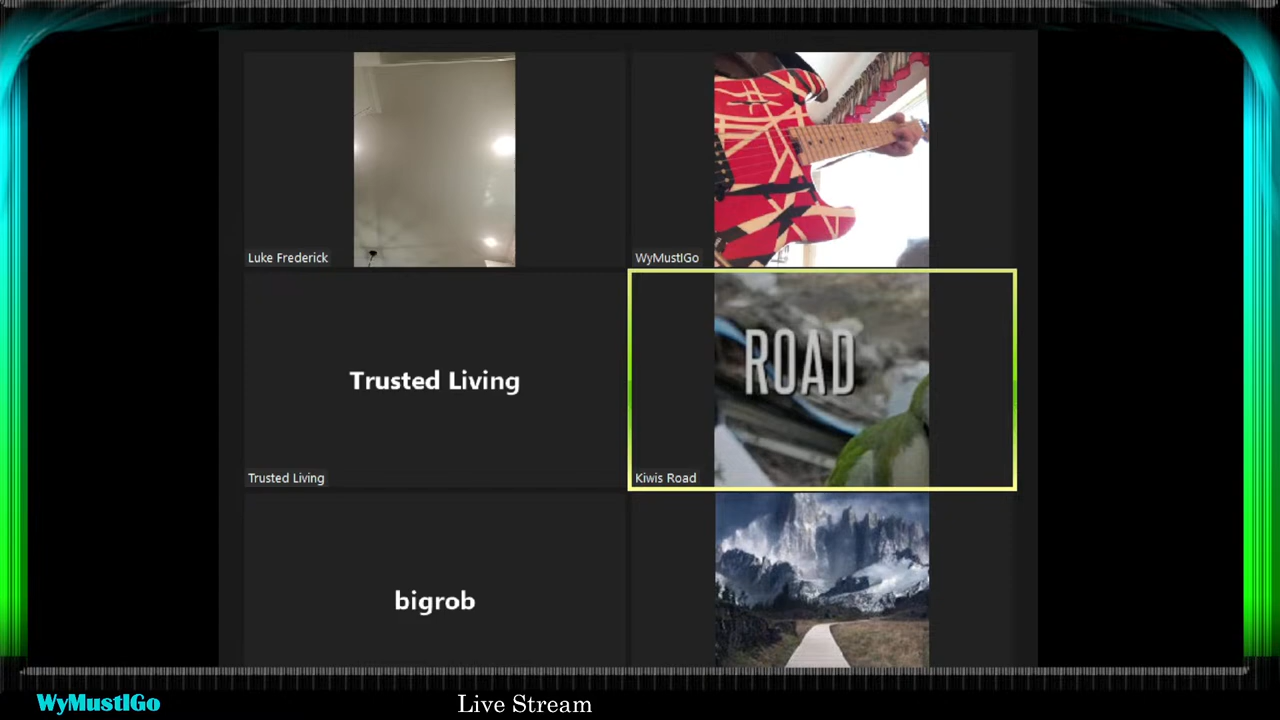 Luke Frederick
WyMustIGo
Trusted Living
ROAD
Trusted Living
Kiwis Road
bigrob
WyMustIGo
Live Stream